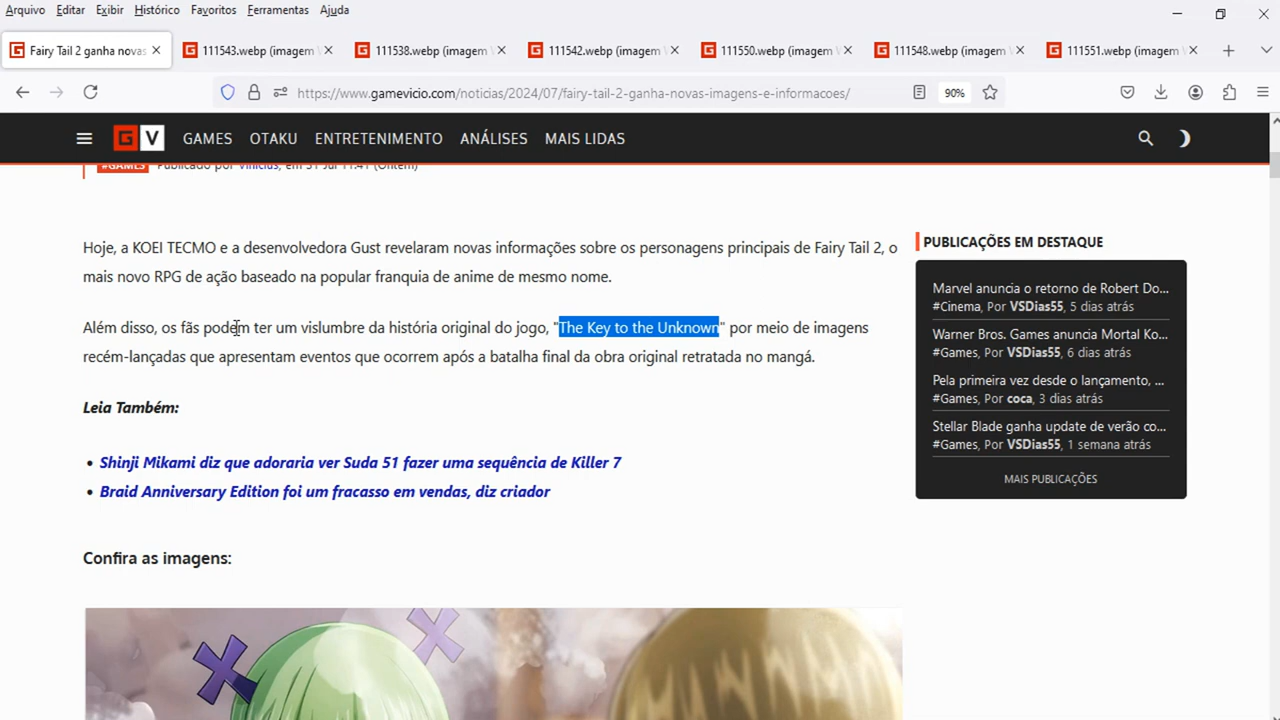 Arquivo Editar Exibir Histórico Favoritos Ferramentas Ajuda
Fairy Tail 2 ganha novas 111543.webp (imagem 111538.webp (imagem 111542.webp (imagem 111550.webp (imagem 111548.webp (imagem 111551.webp (imagem
https://www.gamevicio.com/noticias/2024/07/fairy-tail-2-ganha-novas-imagens-e-informacoes/ 90%
G V GAMES OTAKU ENTRETENIMENTO ANÁLISES MAIS LIDAS
#GAMES Publicado por Vinicius, em 31 Jul 11:41 (Ontem)
Hoje, a KOEI TECMO e a desenvolvedora Gust revelaram novas informações sobre os personagens principais de Fairy Tail 2, o
mais novo RPG de ação baseado na popular franquia de anime de mesmo nome.
Além disso, os fãs podem ter um vislumbre da história original do jogo, "The Key to the Unknown" por meio de imagens
recém-lançadas que apresentam eventos que ocorrem após a batalha final da obra original retratada no mangá.
Leia Também:
• Shinji Mikami diz que adoraria ver Suda 51 fazer uma sequência de Killer 7
• Braid Anniversary Edition foi um fracasso em vendas, diz criador
Confira as imagens:
PUBLICAÇÕES EM DESTAQUE
Marvel anuncia o retorno de Robert Do...
#Cinema, Por VSDias55, 5 dias atrás
Warner Bros. Games anuncia Mortal Ko...
#Games, Por VSDias55, 6 dias atrás
Pela primeira vez desde o lançamento, ...
#Games, Por coca, 3 dias atrás
Stellar Blade ganha update de verão co...
#Games, Por VSDias55, 1 semana atrás
MAIS PUBLICAÇÕES